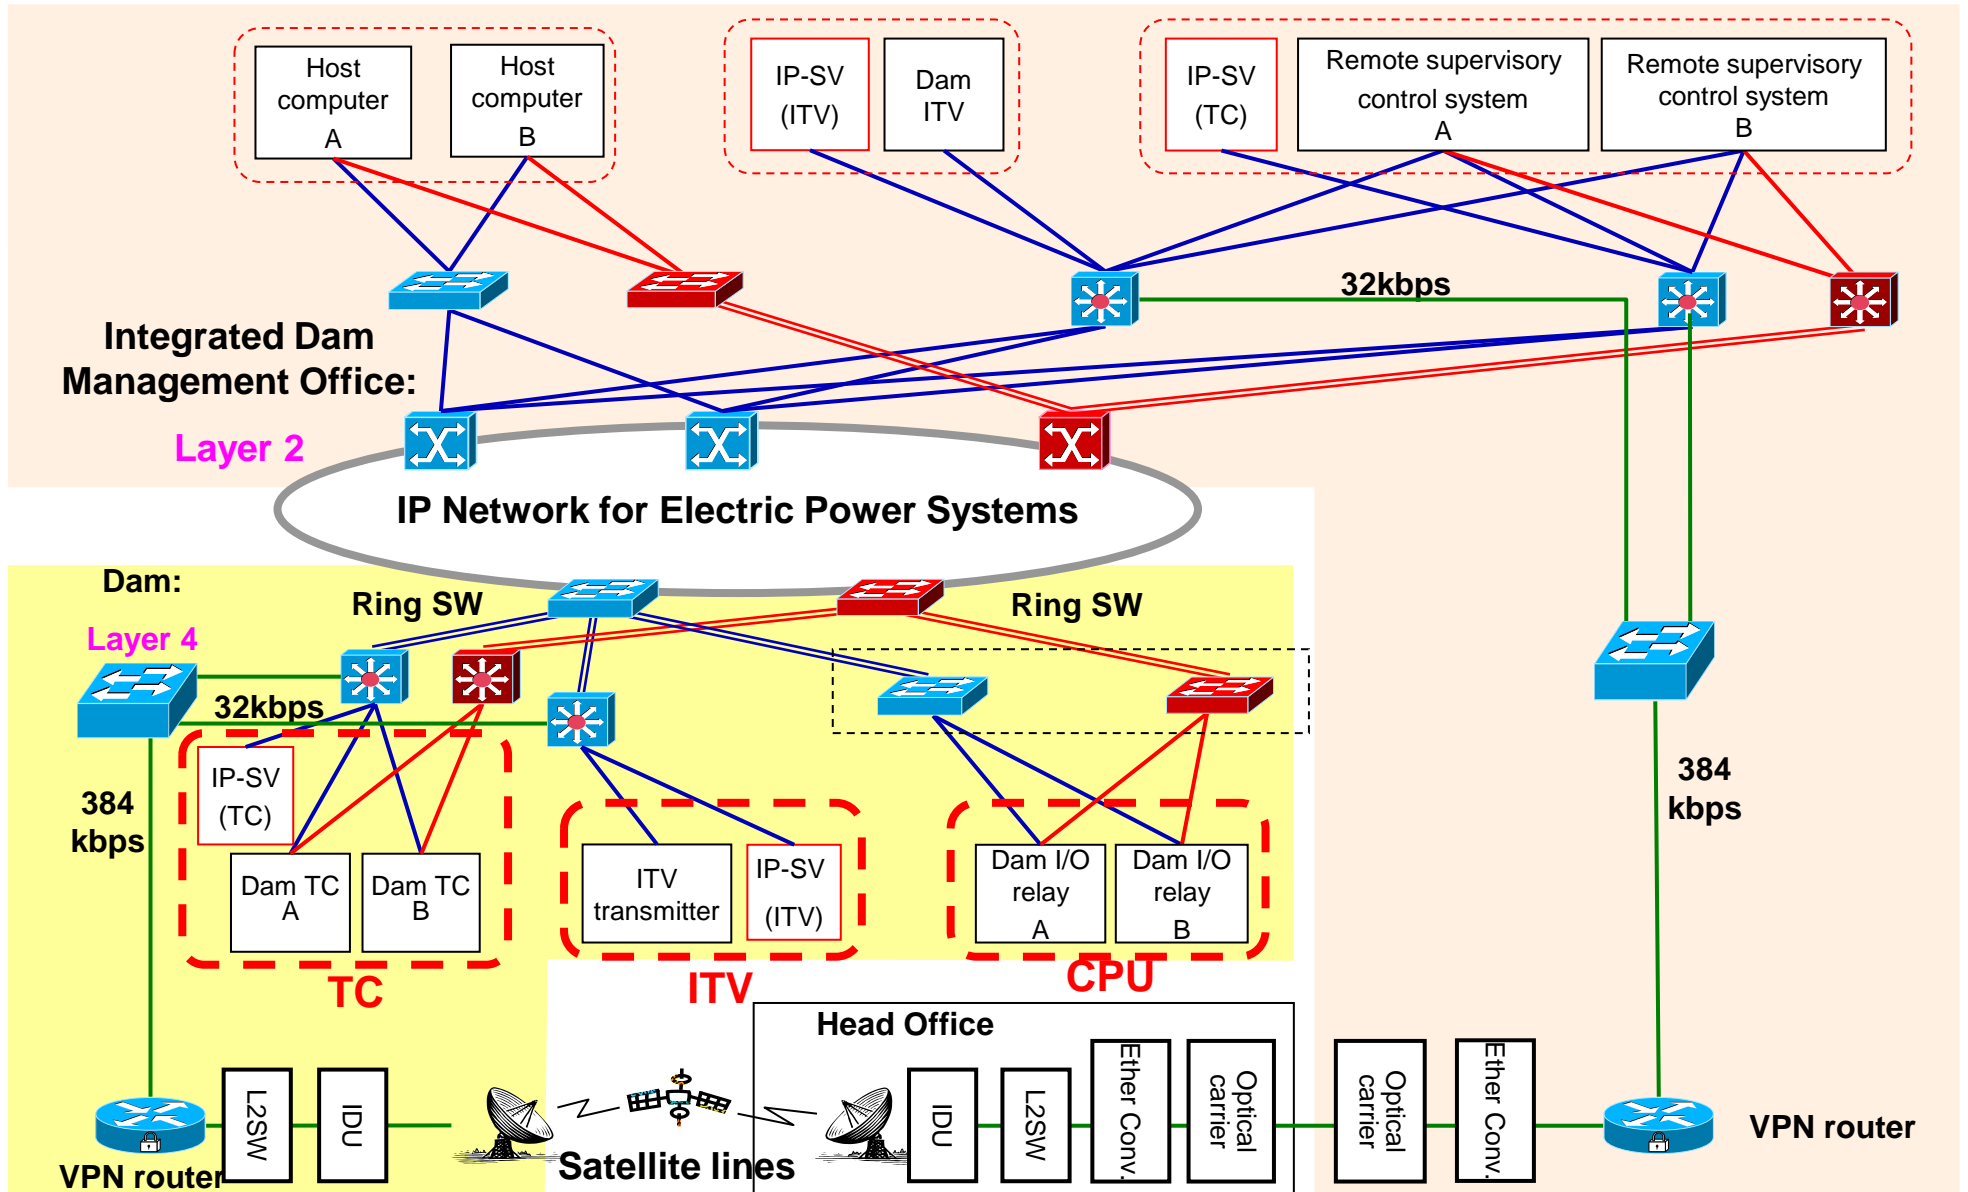 Host
computer
A
Host
computer
B
IP-SV
(ITV)
Dam
ITV
IP-SV
(TC)
Remote supervisory
control system
A
Remote supervisory
control system
B
32kbps
Integrated Dam
Management Office:
Layer 2
IP Network for Electric Power Systems
Dam:
Ring SW
Ring SW
Layer 4
32kbps
384
kbps
384
kbps
IP-SV
(TC)
Dam TC
A
Dam TC
B
ITV
transmitter
IP-SV
(ITV)
Dam I/O
relay
A
Dam I/O
relay
B
TC
ITV
CPU
Head Office
L2SW
IDU
IDU
L2SW
Ether Conv.
Optical
carrier
Optical
carrier
Ether Conv.
VPN router
Satellite lines
VPN router